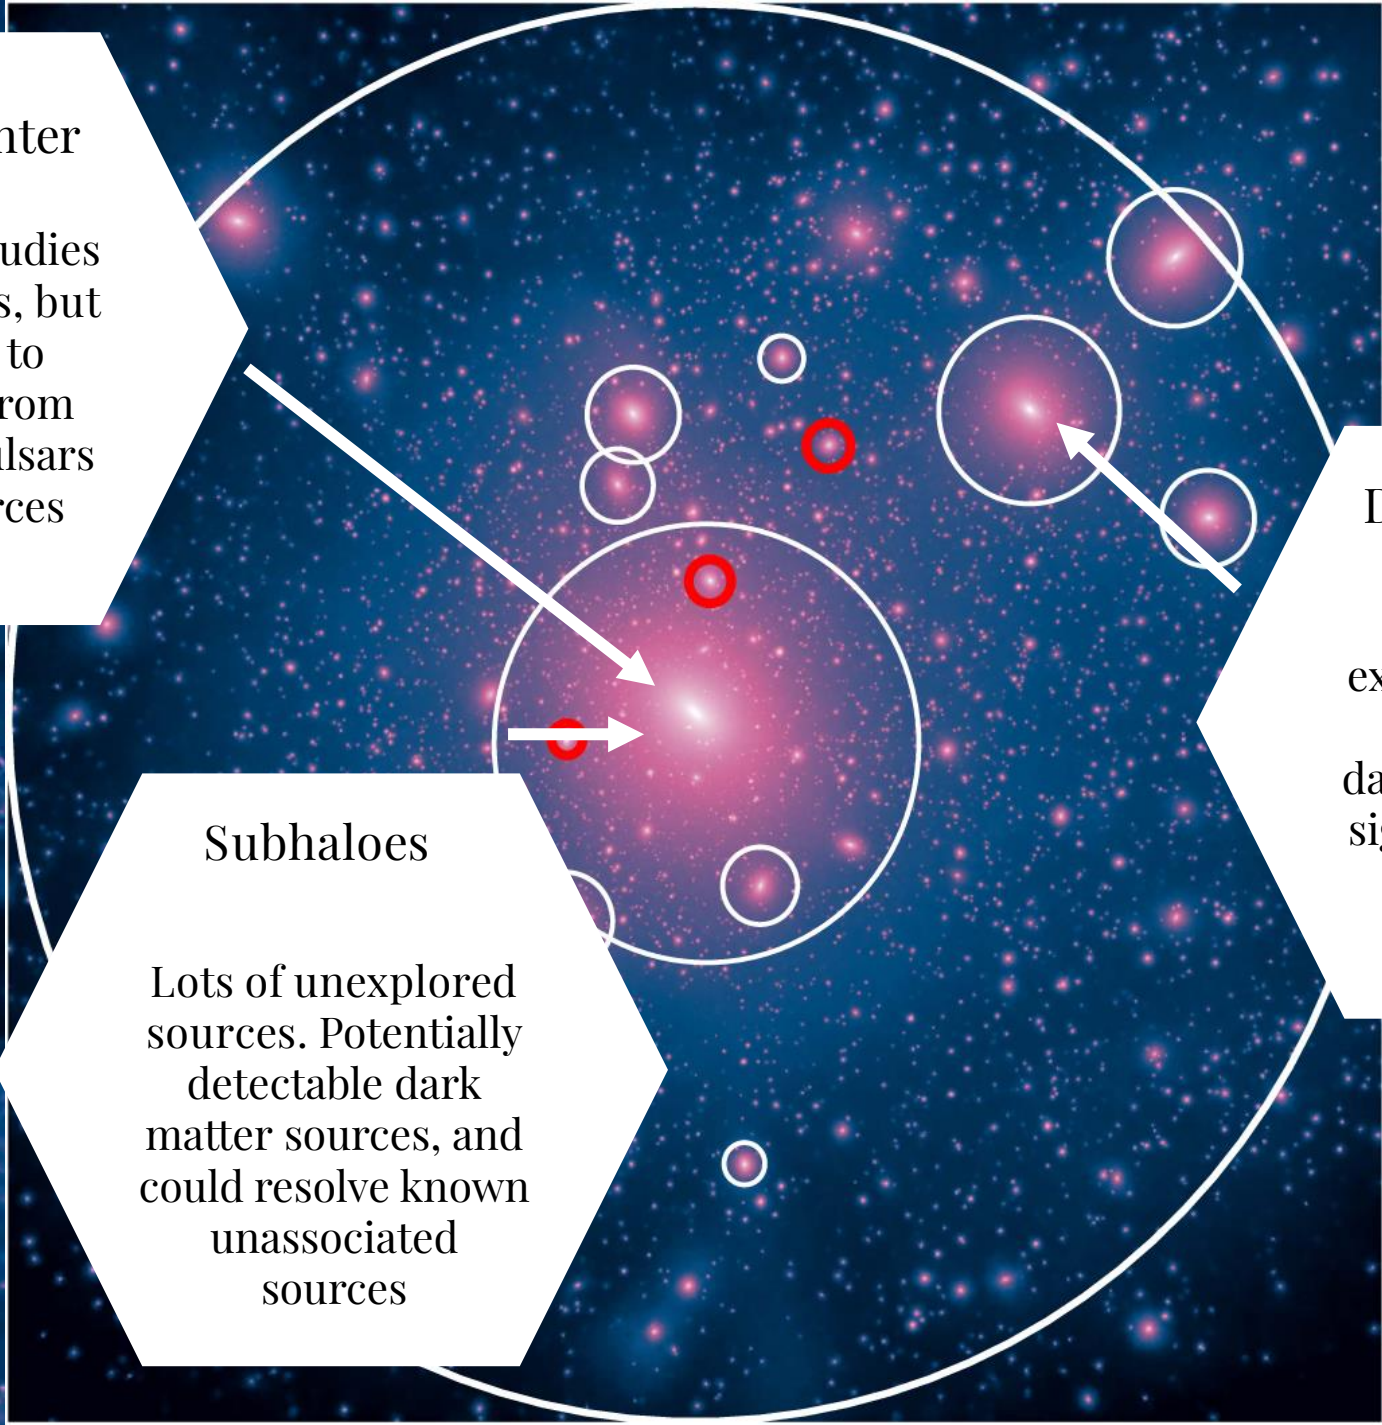 nter
udies
s, but
to
rom
ulsars
rces
D
ex
da
sig
Subhaloes
Lots of unexplored
sources. Potentially
detectable dark
matter sources, and
could resolve known
unassociated
sources